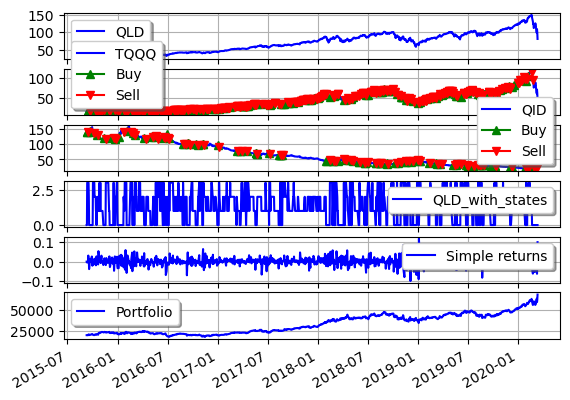 150
100
50
QLD
TQQQ
Buy
Sell
100
50
150
100
50
QID
Buy
Sell
2.5
0.0
QLD_with_states
0.1
0.0
−0.1
Simple returns
50000
25000
Portfolio
2015-07
2016-01
2016-07
2017-01
2017-07
2018-01
2018-07
2019-01
2019-07
2020-01